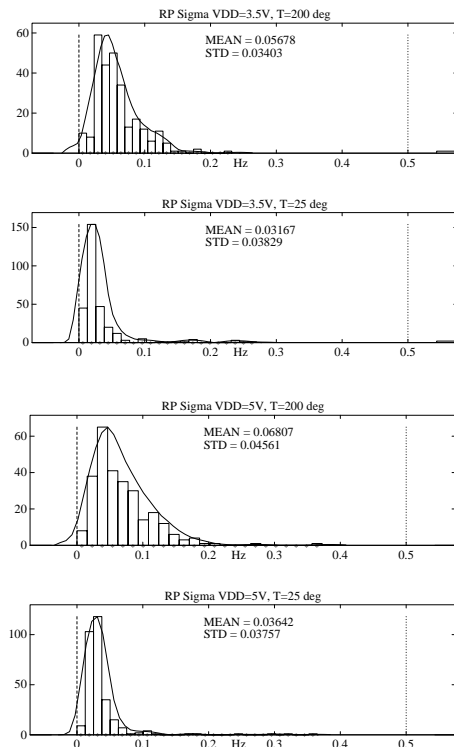 RP Sigma VDD=3.5V, T=200 deg
60
40
20
0
MEAN = 0.05678
STD = 0.03403
0 0.1 0.2 0.3 0.4 0.5
Hz
RP Sigma VDD=3.5V, T=25 deg
150
100
50
0
MEAN = 0.03167
STD = 0.03829
0 0.1 0.2 0.3 0.4 0.5
Hz
RP Sigma VDD=5V, T=200 deg
60
40
20
0
MEAN = 0.06807
STD = 0.04561
0 0.1 0.2 0.3 0.4 0.5
Hz
RP Sigma VDD=5V, T=25 deg
100
50
0
MEAN = 0.03642
STD = 0.03757
0 0.1 0.2 0.3 0.4 0.5
Hz